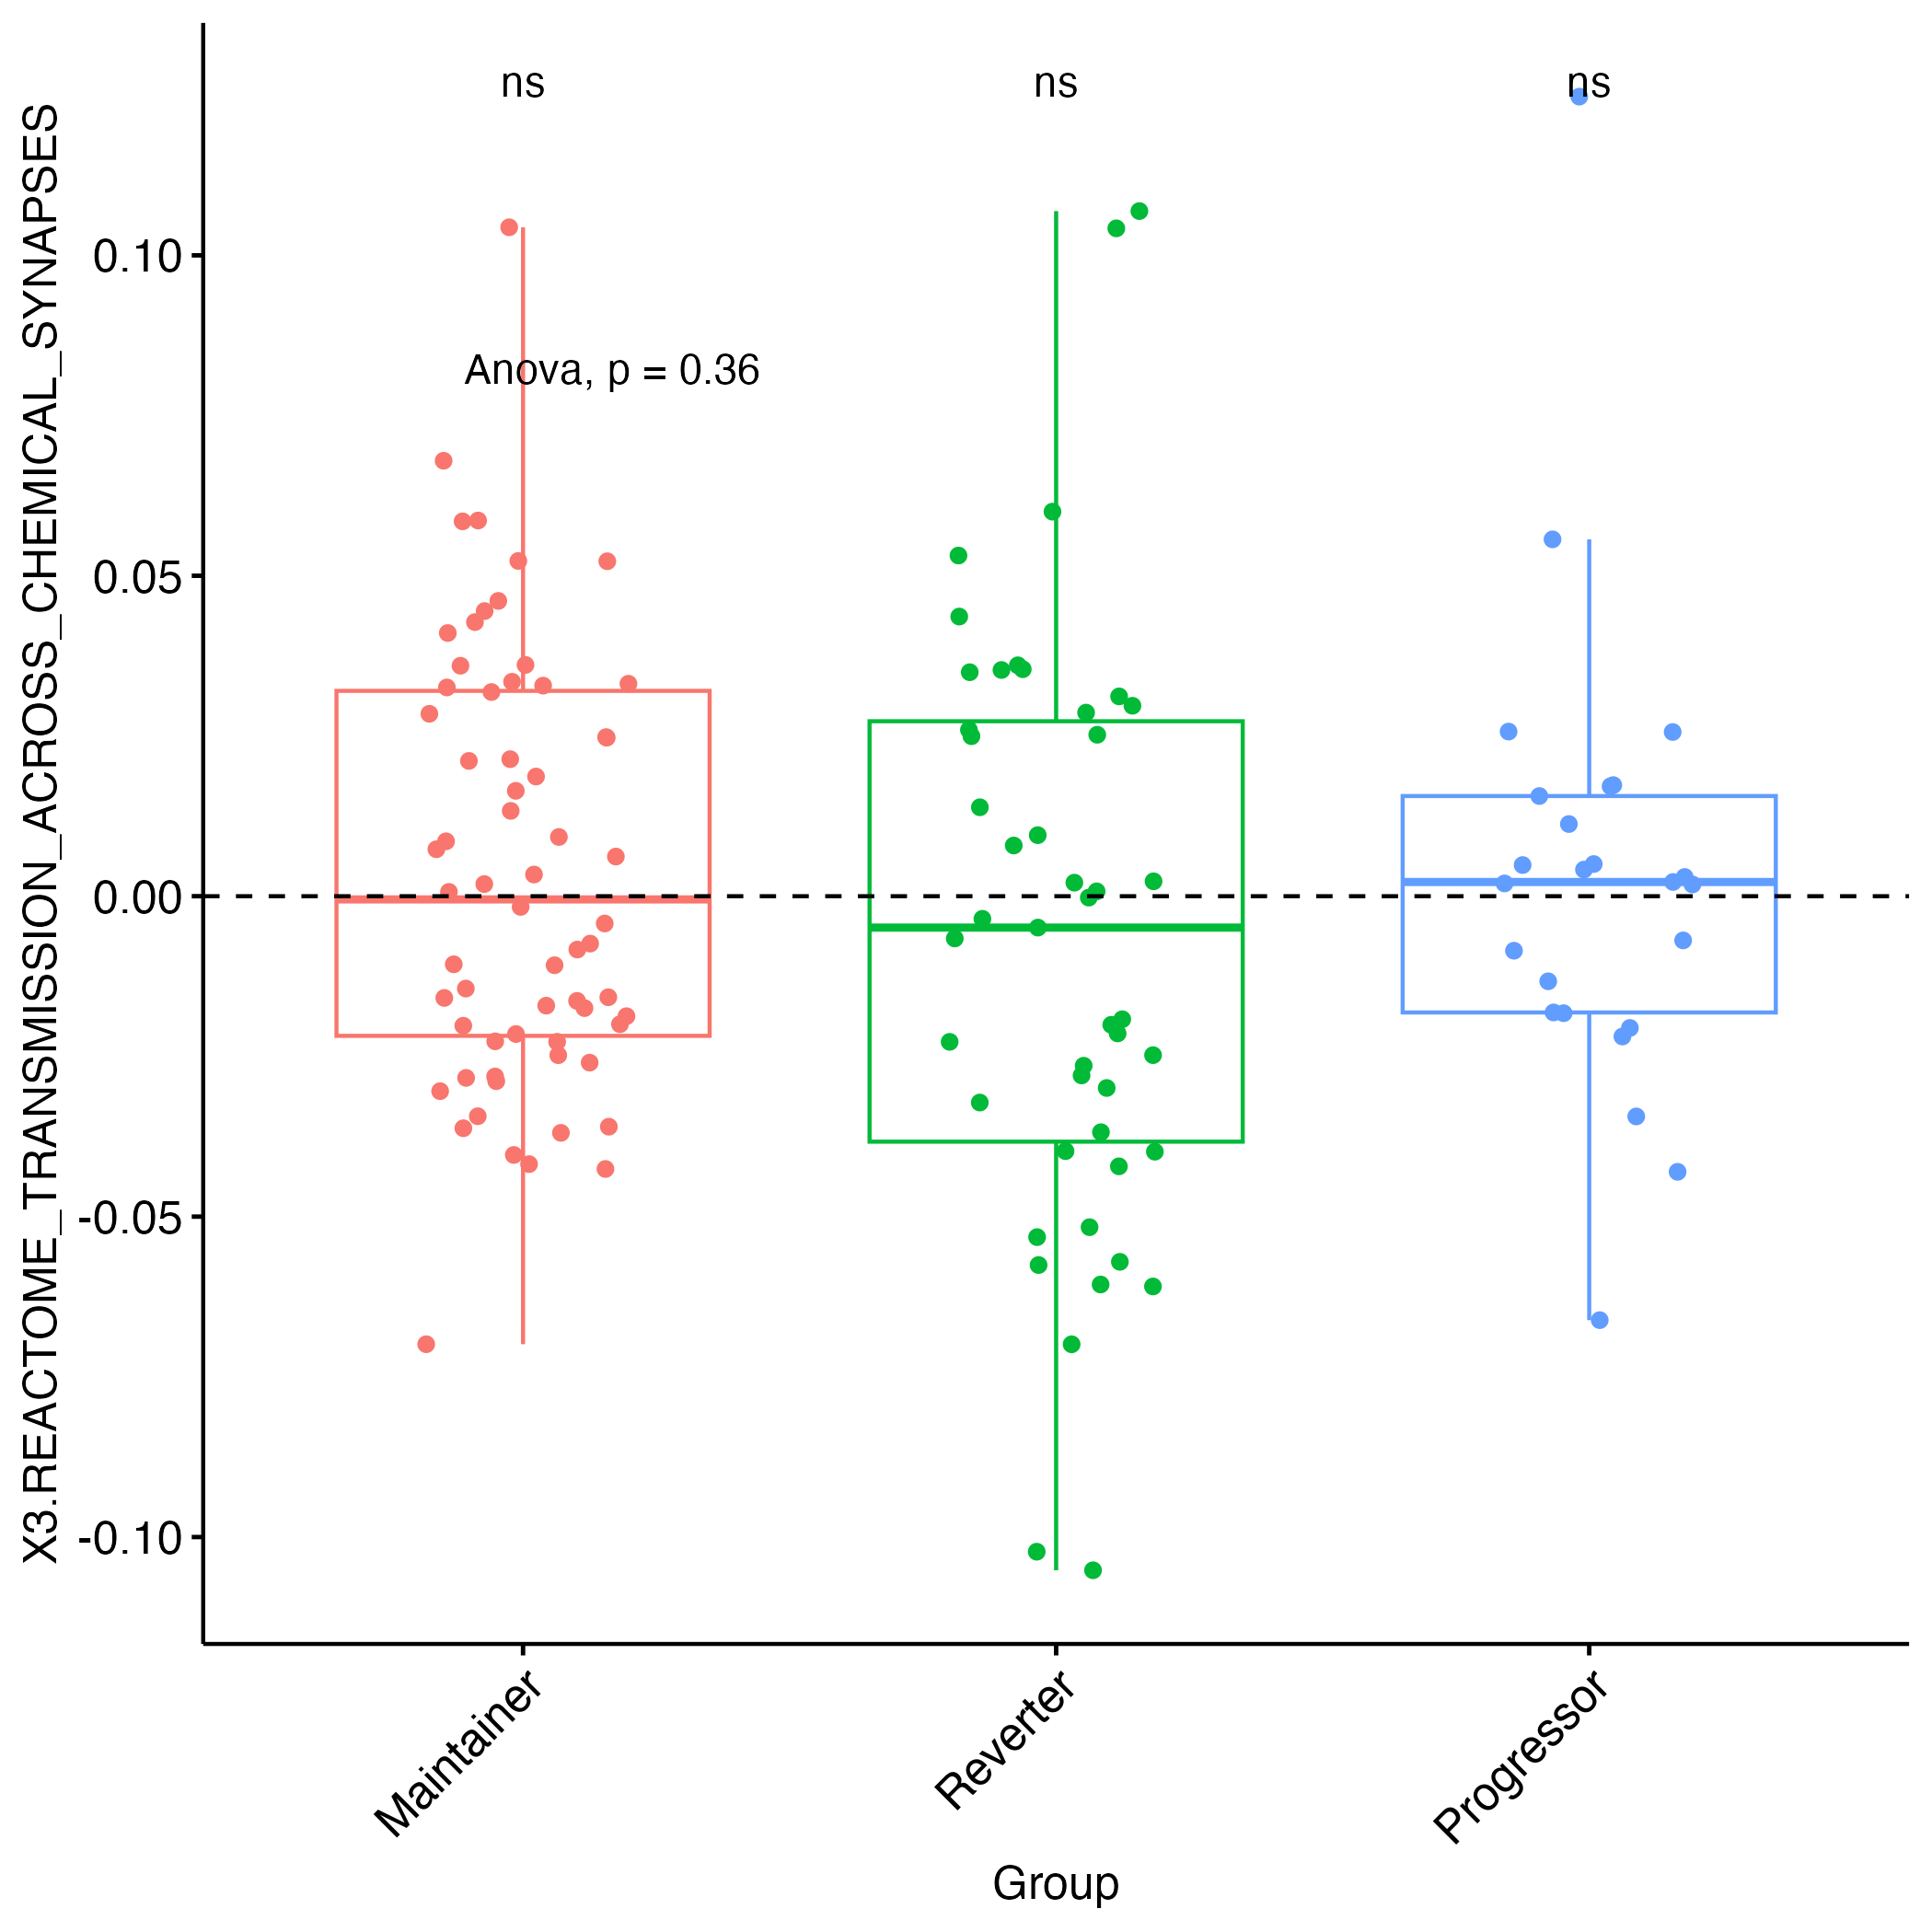 X3.REACTOME_TRANSMISSION_ACROSS_CHEMICAL_SYNAPSES
ns ns ns
Anova, p = 0.36
0.10
0.05
0.00
-0.05
-0.10
Maintainer
Reverter
Progressor
Group